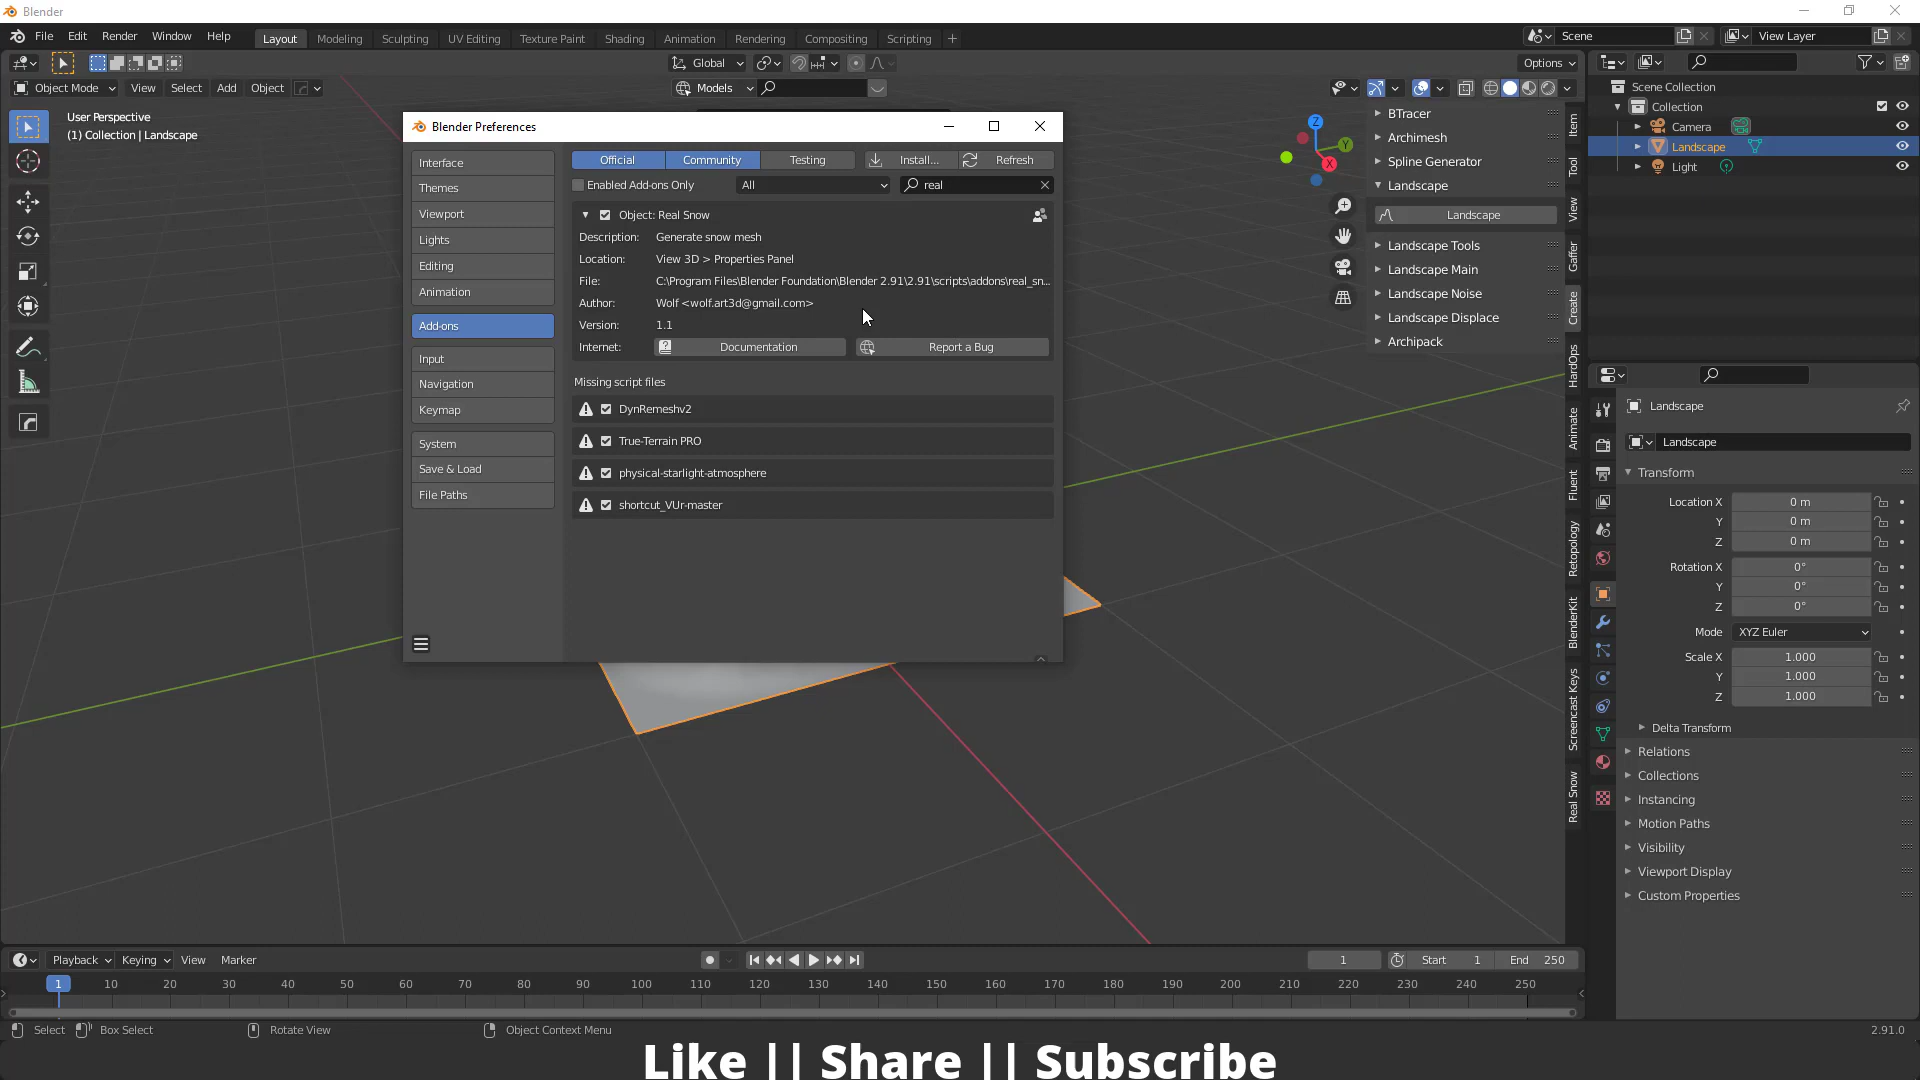 Blender
File Edit Render Window Help
Layout Modeling Sculpting UV Editing Texture Paint Shading Animation Rendering Compositing Scripting +
Scene
View Layer
Global
Options
Object Mode View Select Add Object
Models
User Perspective
(1) Collection | Landscape
Blender Preferences
Interface
Themes
Viewport
Lights
Editing
Animation
Add-ons
Input
Navigation
Keymap
System
Save & Load
File Paths
Official Community Testing Install... Refresh
Enabled Add-ons Only All real
Object: Real Snow
Description: Generate snow mesh
Location: View 3D > Properties Panel
File: C:\Program Files\Blender Foundation\Blender 2.91\2.91\scripts\addons\real_sn...
Author: Wolf <wolf.art3d@gmail.com>
Version: 1.1
Internet: Documentation Report a Bug
Missing script files
DynRemeshv2
True-Terrain PRO
physical-starlight-atmosphere
shortcut_VUr-master
Z
Y
X
BTracer
Archimesh
Spline Generator
Landscape
Landscape
Landscape Tools
Landscape Main
Landscape Noise
Landscape Displace
Archipack
Item
Tool
View
Gaffer
Create
HardOps
Animate
Fluent
Retopology
BlenderKit
Screencast Keys
Real Snow
Scene Collection
Collection
Camera
Landscape
Light
Landscape
Landscape
Transform
Location X 0 m
Y 0 m
Z 0 m
Rotation X 0°
Y 0°
Z 0°
Mode XYZ Euler
Scale X 1.000
Y 1.000
Z 1.000
Delta Transform
Relations
Collections
Instancing
Motion Paths
Visibility
Viewport Display
Custom Properties
Playback Keying View Marker
1 Start 1 End 250
1 10 20 30 40 50 60 70 80 90 100 110 120 130 140 150 160 170 180 190 200 210 220 230 240 250
Select Box Select Rotate View Object Context Menu 2.91.0
Like || Share || Subscribe